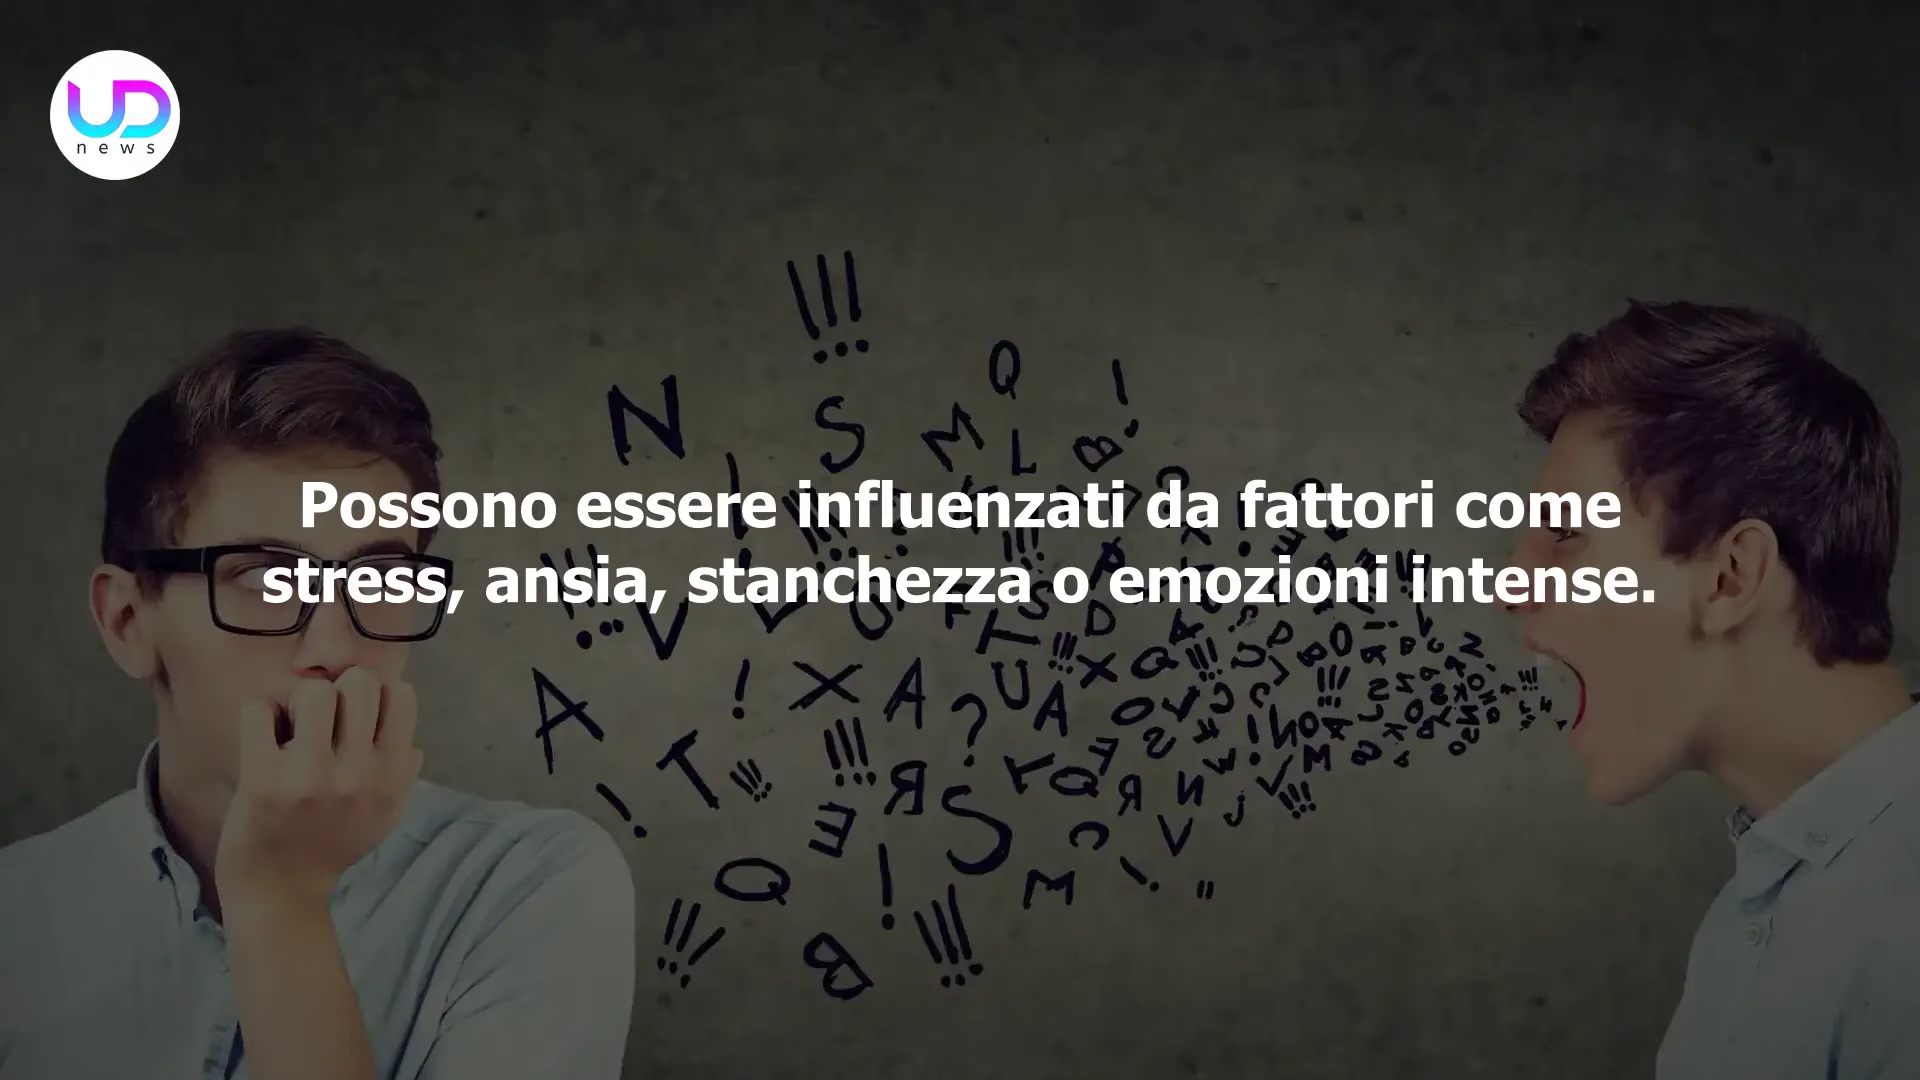 UD
news
Possono essere influenzati da fattori come
stress, ansia, stanchezza o emozioni intense.